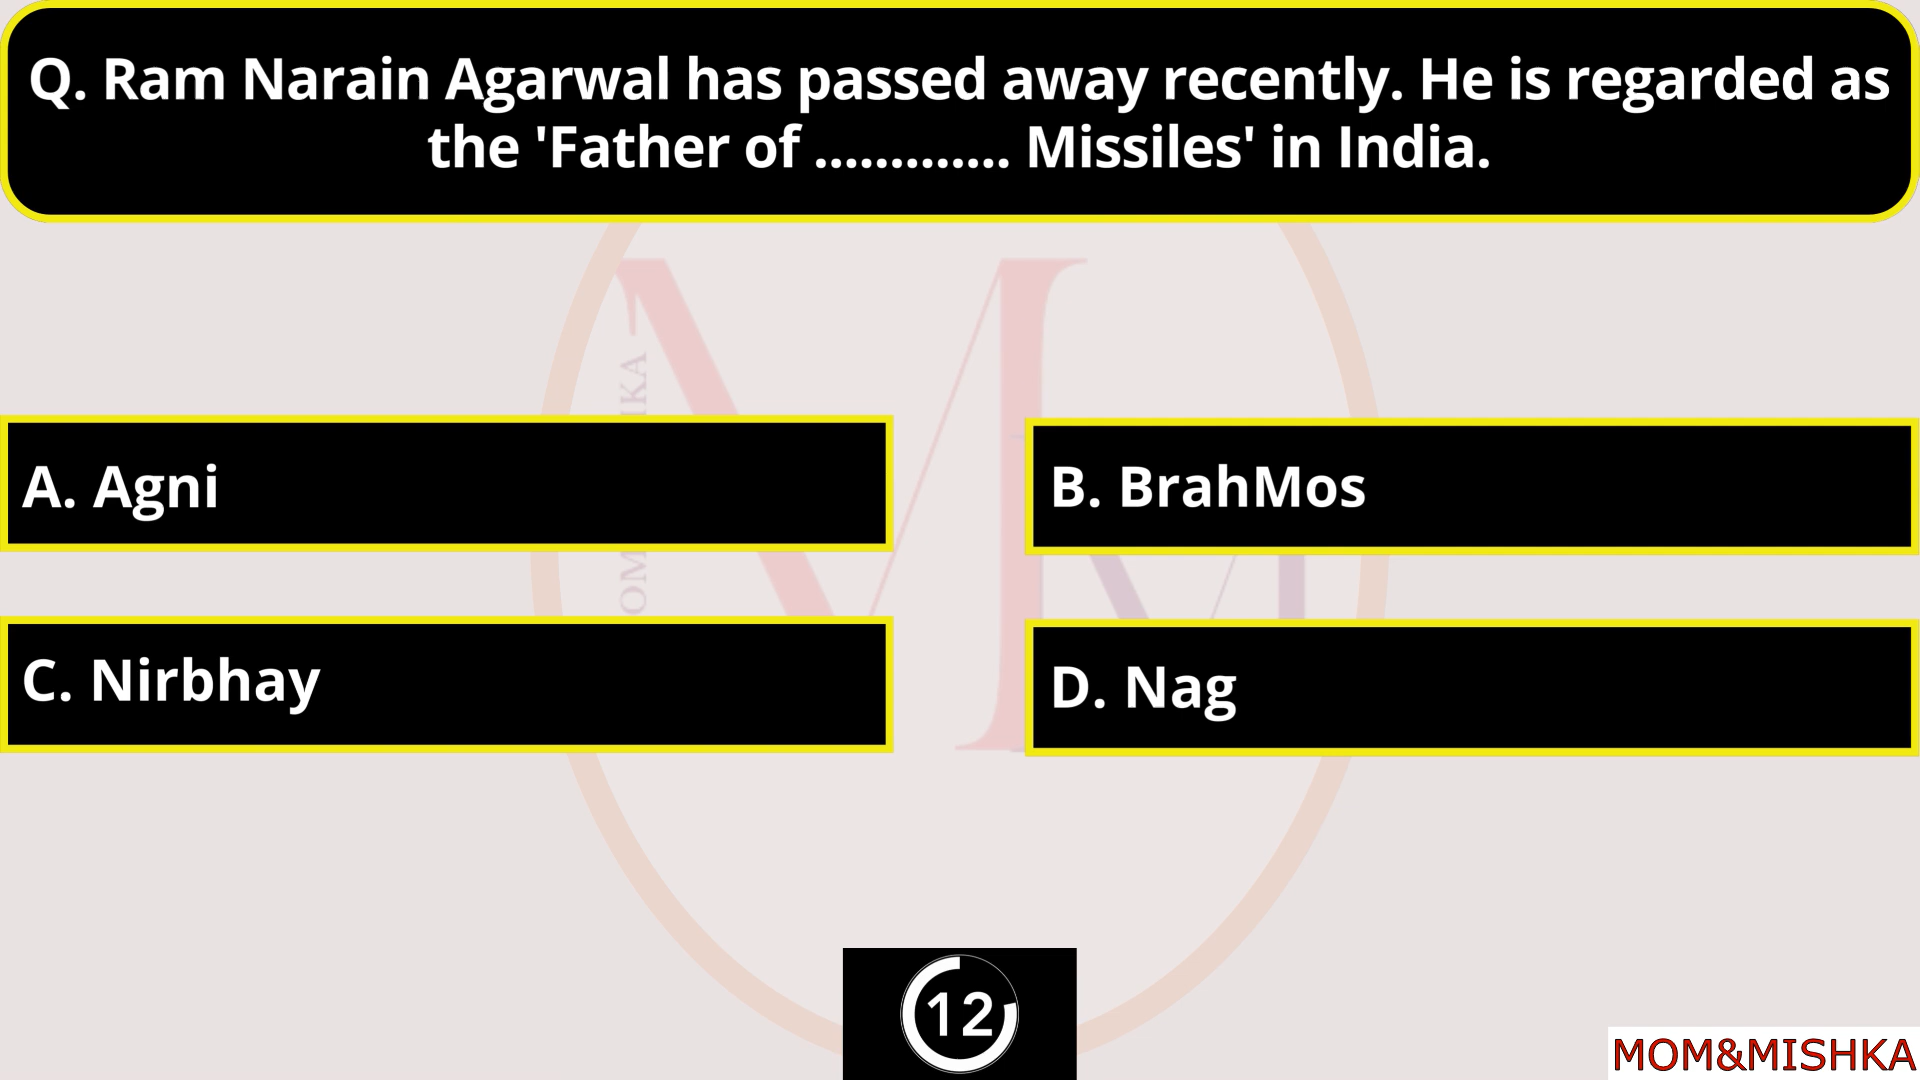 Q. Ram Narain Agarwal has passed away recently. He is regarded as
the 'Father of ............. Missiles' in India.
A. Agni
B. BrahMos
C. Nirbhay
D. Nag
12
MOM&MISHKA